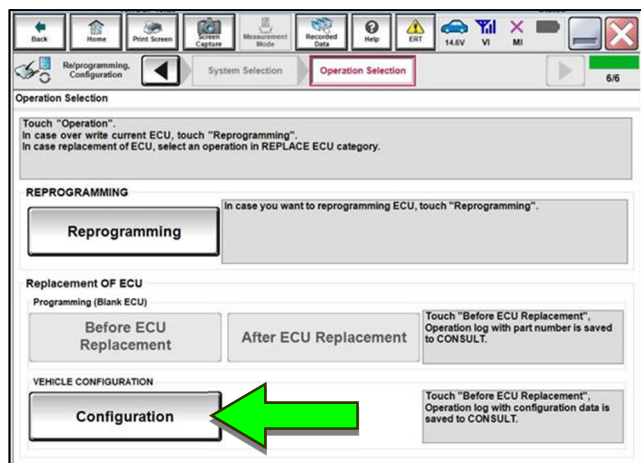 Back
Home
Print Screen
Screen
Capture
Measurement
Mode
Recorded
Data
Help
ERT
14.6V
VI
MI
Re/programming,
Configuration
System Selection
Operation Selection
6/6
Operation Selection
Touch "Operation".
In case over write current ECU, touch "Reprogramming".
In case replacement of ECU, select an operation in REPLACE ECU category.
REPROGRAMMING
Reprogramming
In case you want to reprogramming ECU, touch "Reprogramming".
Replacement OF ECU
Programming (Blank ECU)
Before ECU
Replacement
After ECU Replacement
Touch "Before ECU Replacement",
Operation log with part number is saved
to CONSULT.
VEHICLE CONFIGURATION
Configuration
Touch "Before ECU Replacement",
Operation log with configuration data is
saved to CONSULT.